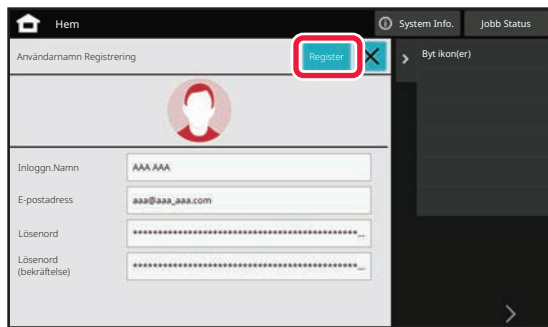 Hem
System Info.
Jobb Status
Användarnamn Registrering
Register
Byt ikon(er)
Inloggn.Namn
AAA AAA
E-postadress
aaa@aaa_aaa.com
Lösenord
************************************************...
Lösenord
(bekräftelse)
************************************************...